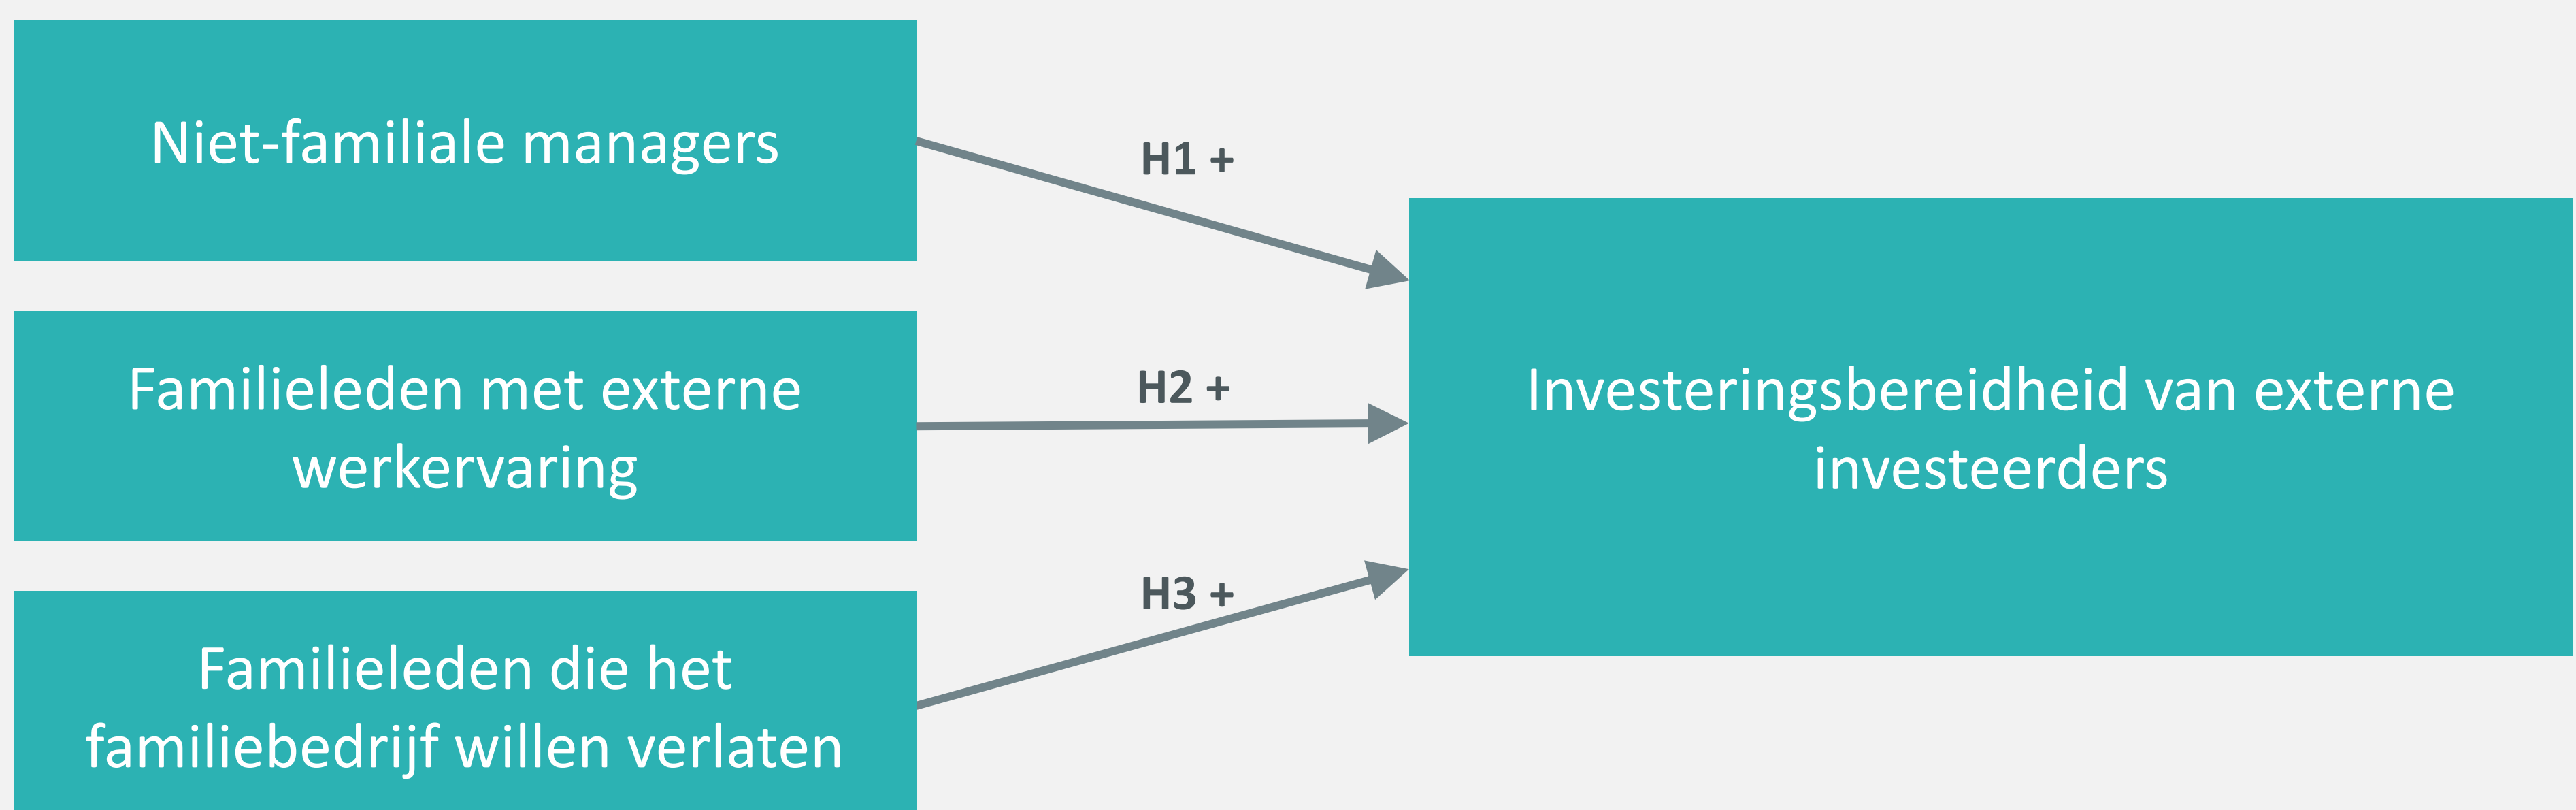 Niet-familiale managers
H1 +
Familieleden met externe
werkervaring
H2 +
Investeringsbereidheid van externe
investeerders
H3 +
Familieleden die het
familiebedrijf willen verlaten